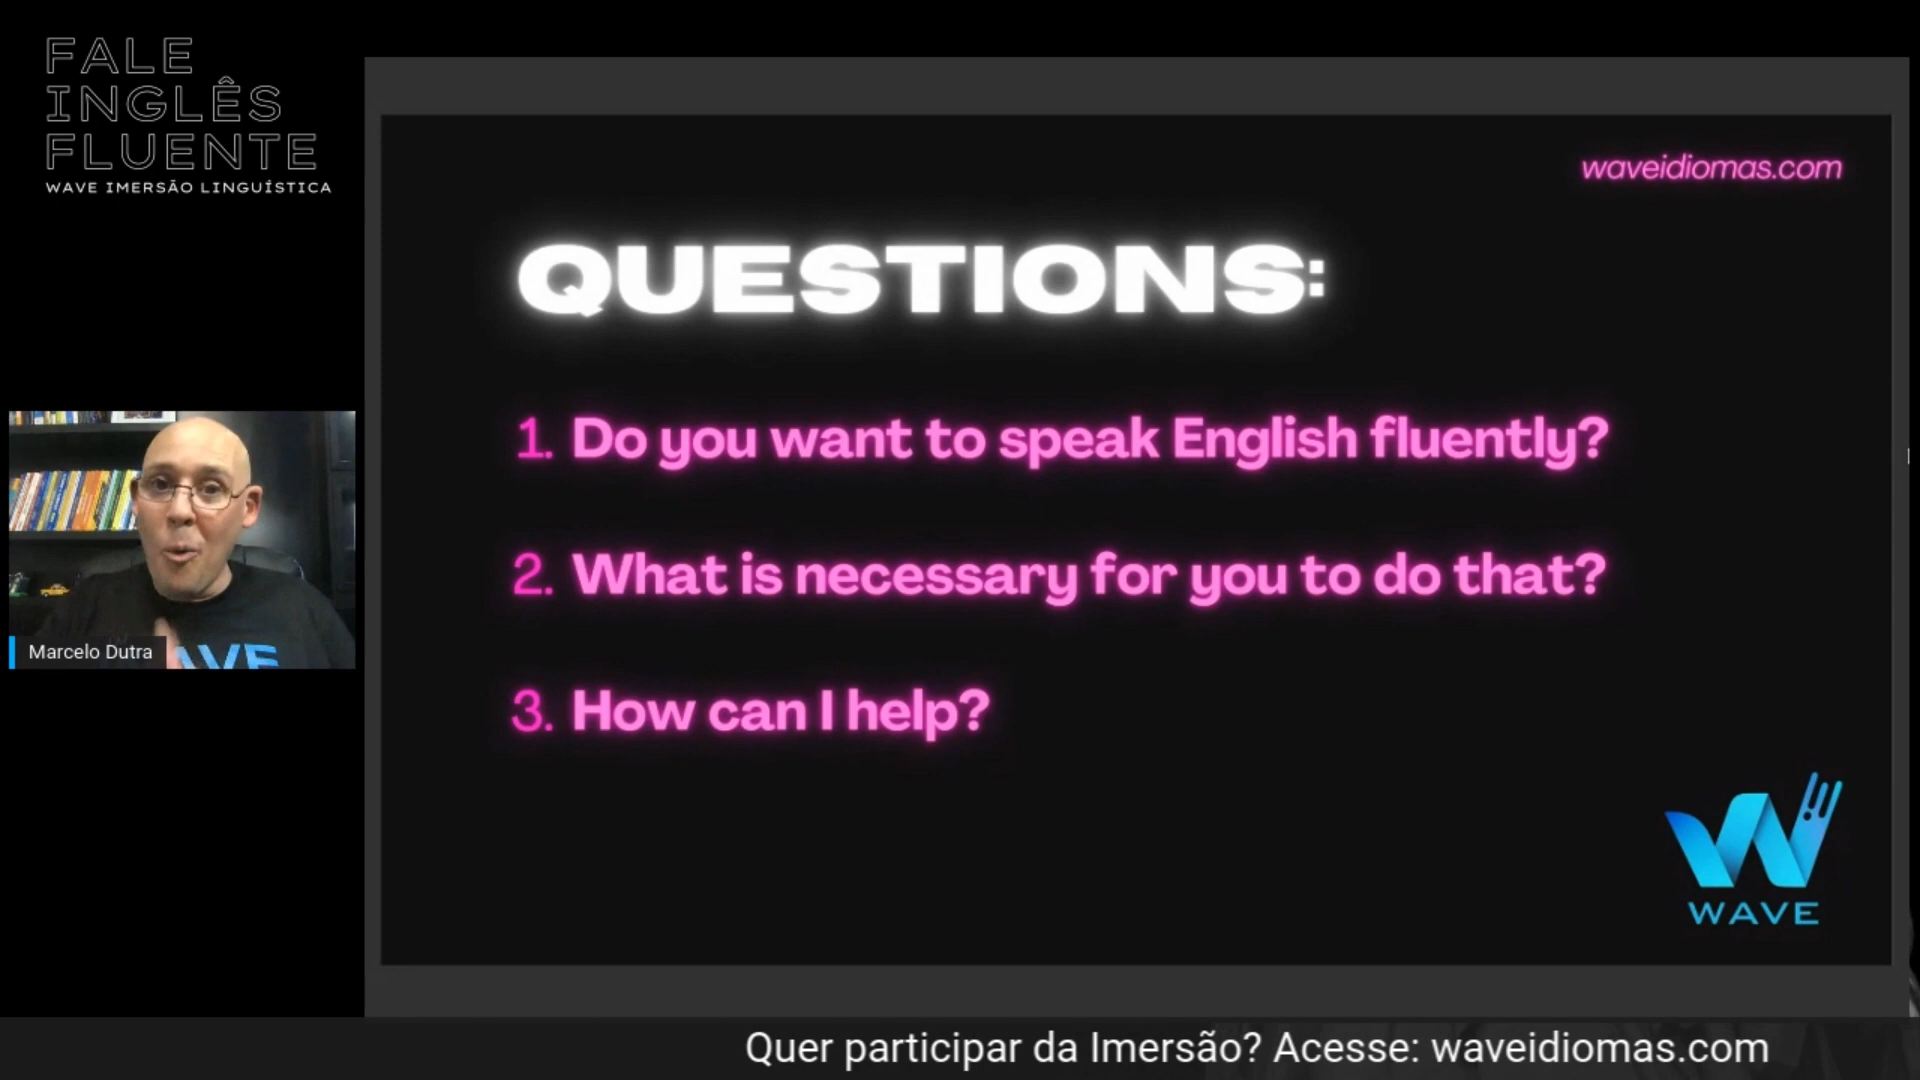 FALE
INGLÊS
FLUENTE
WAVE IMERSÃO LINGUÍSTICA
waveidiomas.com
QUESTIONS:
1. Do you want to speak English fluently?
2. What is necessary for you to do that?
3. How can I help?
Marcelo Dutra
AVE
WAVE
Quer participar da Imersão? Acesse: waveidiomas.com